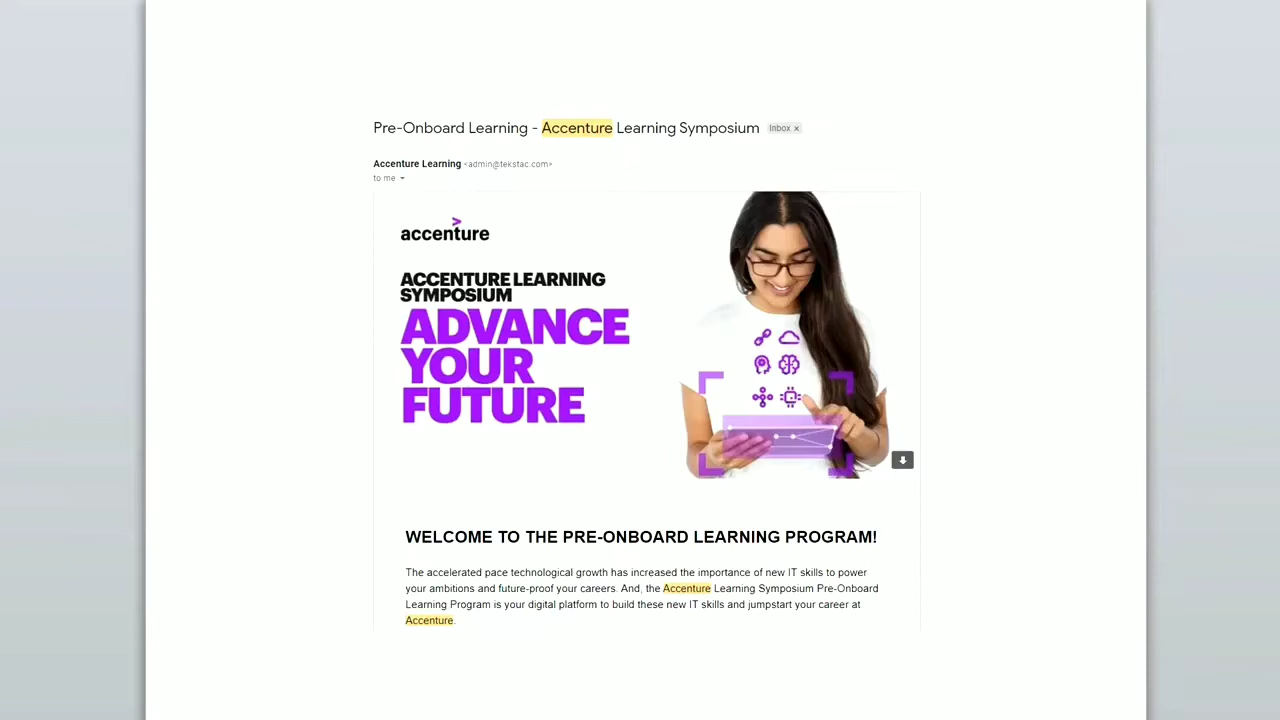 Pre-Onboard Learning - Accenture Learning Symposium Inbox x
Accenture Learning <admin@tekstac.com>
to me
accenture
ACCENTURE LEARNING
SYMPOSIUM
ADVANCE
YOUR
FUTURE
WELCOME TO THE PRE-ONBOARD LEARNING PROGRAM!
The accelerated pace technological growth has increased the importance of new IT skills to power
your ambitions and future-proof your careers. And, the Accenture Learning Symposium Pre-Onboard
Learning Program is your digital platform to build these new IT skills and jumpstart your career at
Accenture.